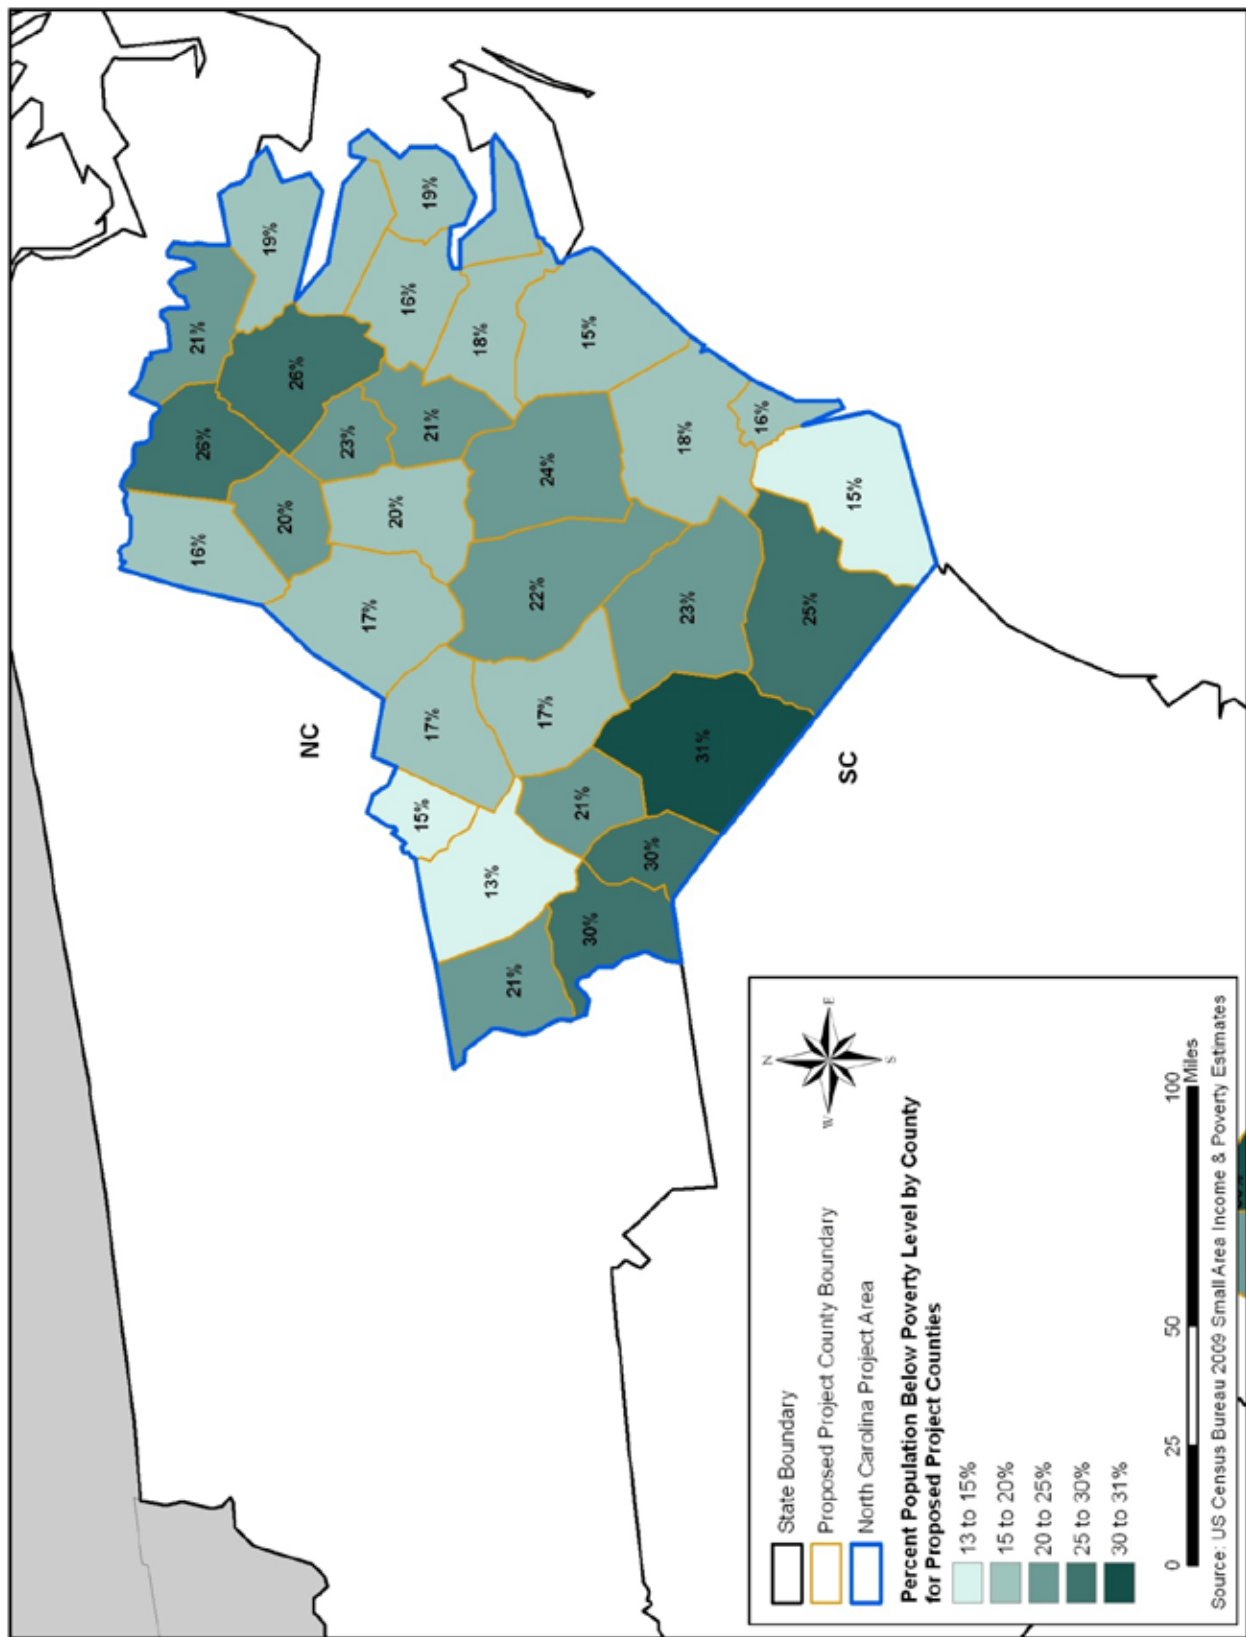 16%
21%
26%
19%
20%
26%
NC
23%
17%
20%
16%
15%
17%
21%
19%
18%
13%
21%
22%
17%
24%
21%
30%
15%
30%
18%
23%
31%
16%
25%
SC
15%
State Boundary
Proposed Project County Boundary
North Carolina Project Area
Percent Population Below Poverty Level by County
for Proposed Project Counties
13 to 15%
15 to 20%
20 to 25%
25 to 30%
30 to 31%
N
W
E
S
0 25 50 100
Miles
Source: US Census Bureau 2009 Small Area Income & Poverty Estimates